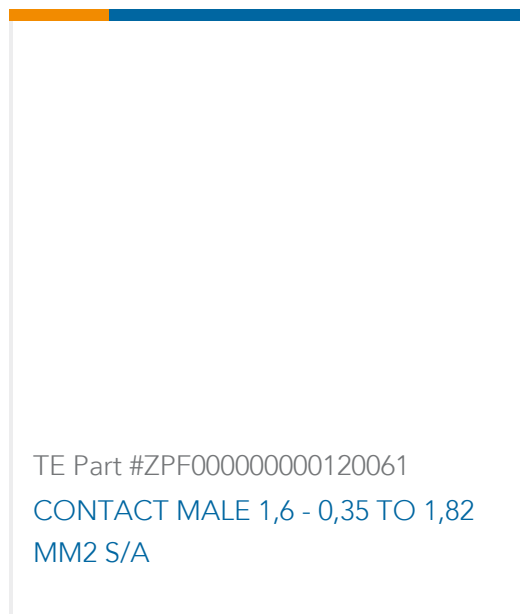 TE Part #ZPF000000000120061
CONTACT MALE 1,6 - 0,35 TO 1,82
MM2 S/A